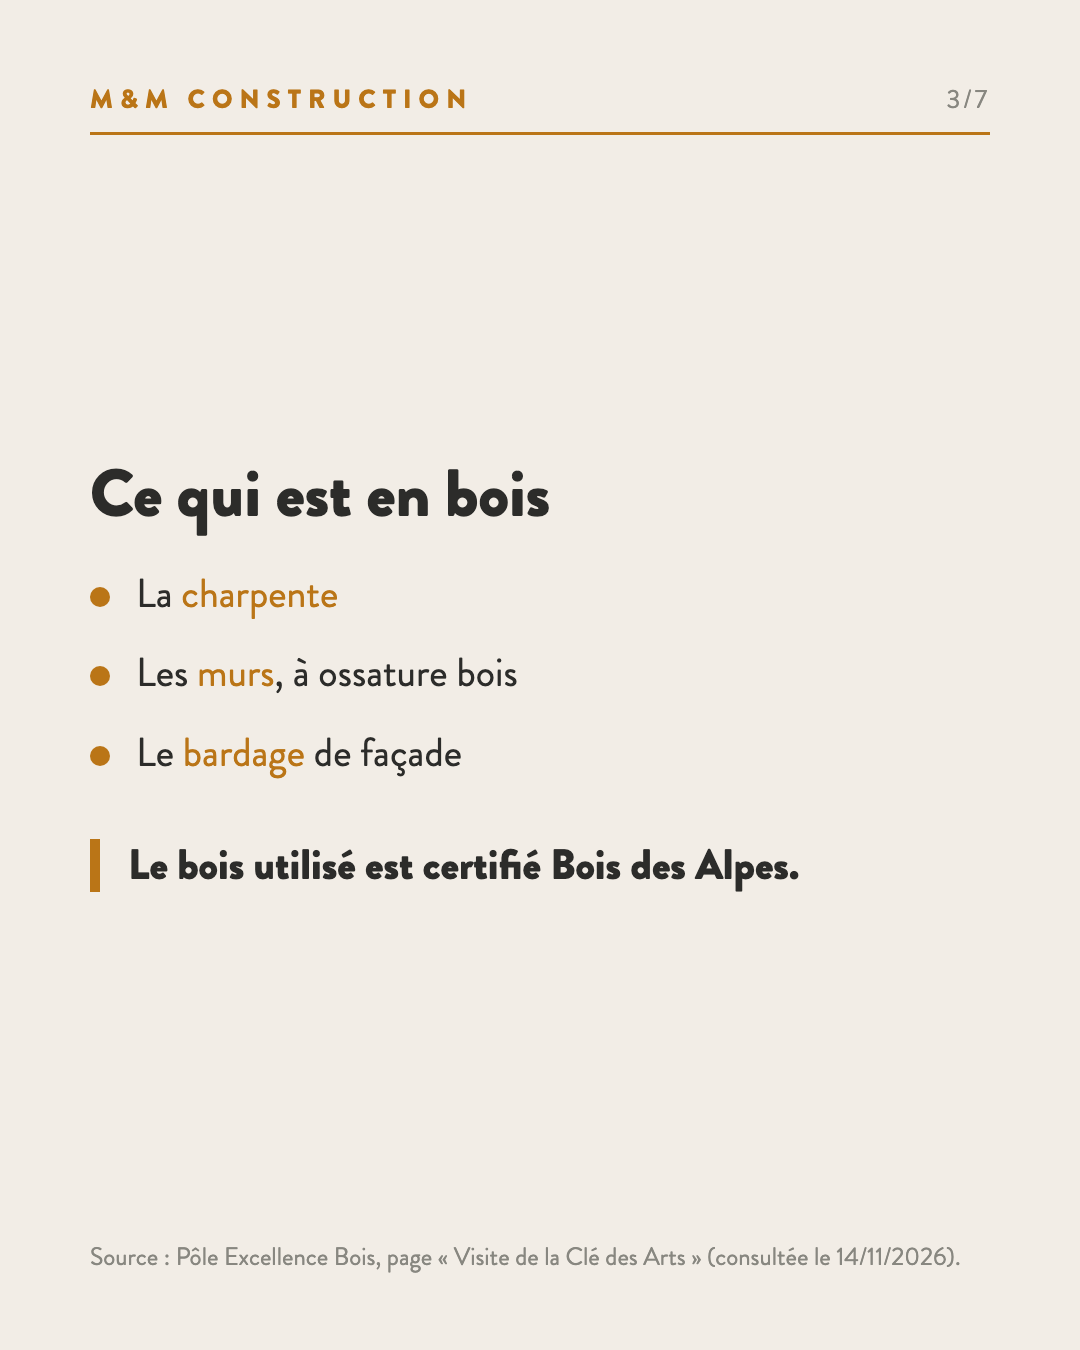 M&M CONSTRUCTION 3/7
Ce qui est en bois
La charpente
Les murs, à ossature bois
Le bardage de façade
Le bois utilisé est certifié Bois des Alpes.
Source : Pôle Excellence Bois, page « Visite de la Clé des Arts » (consultée le 14/11/2026).